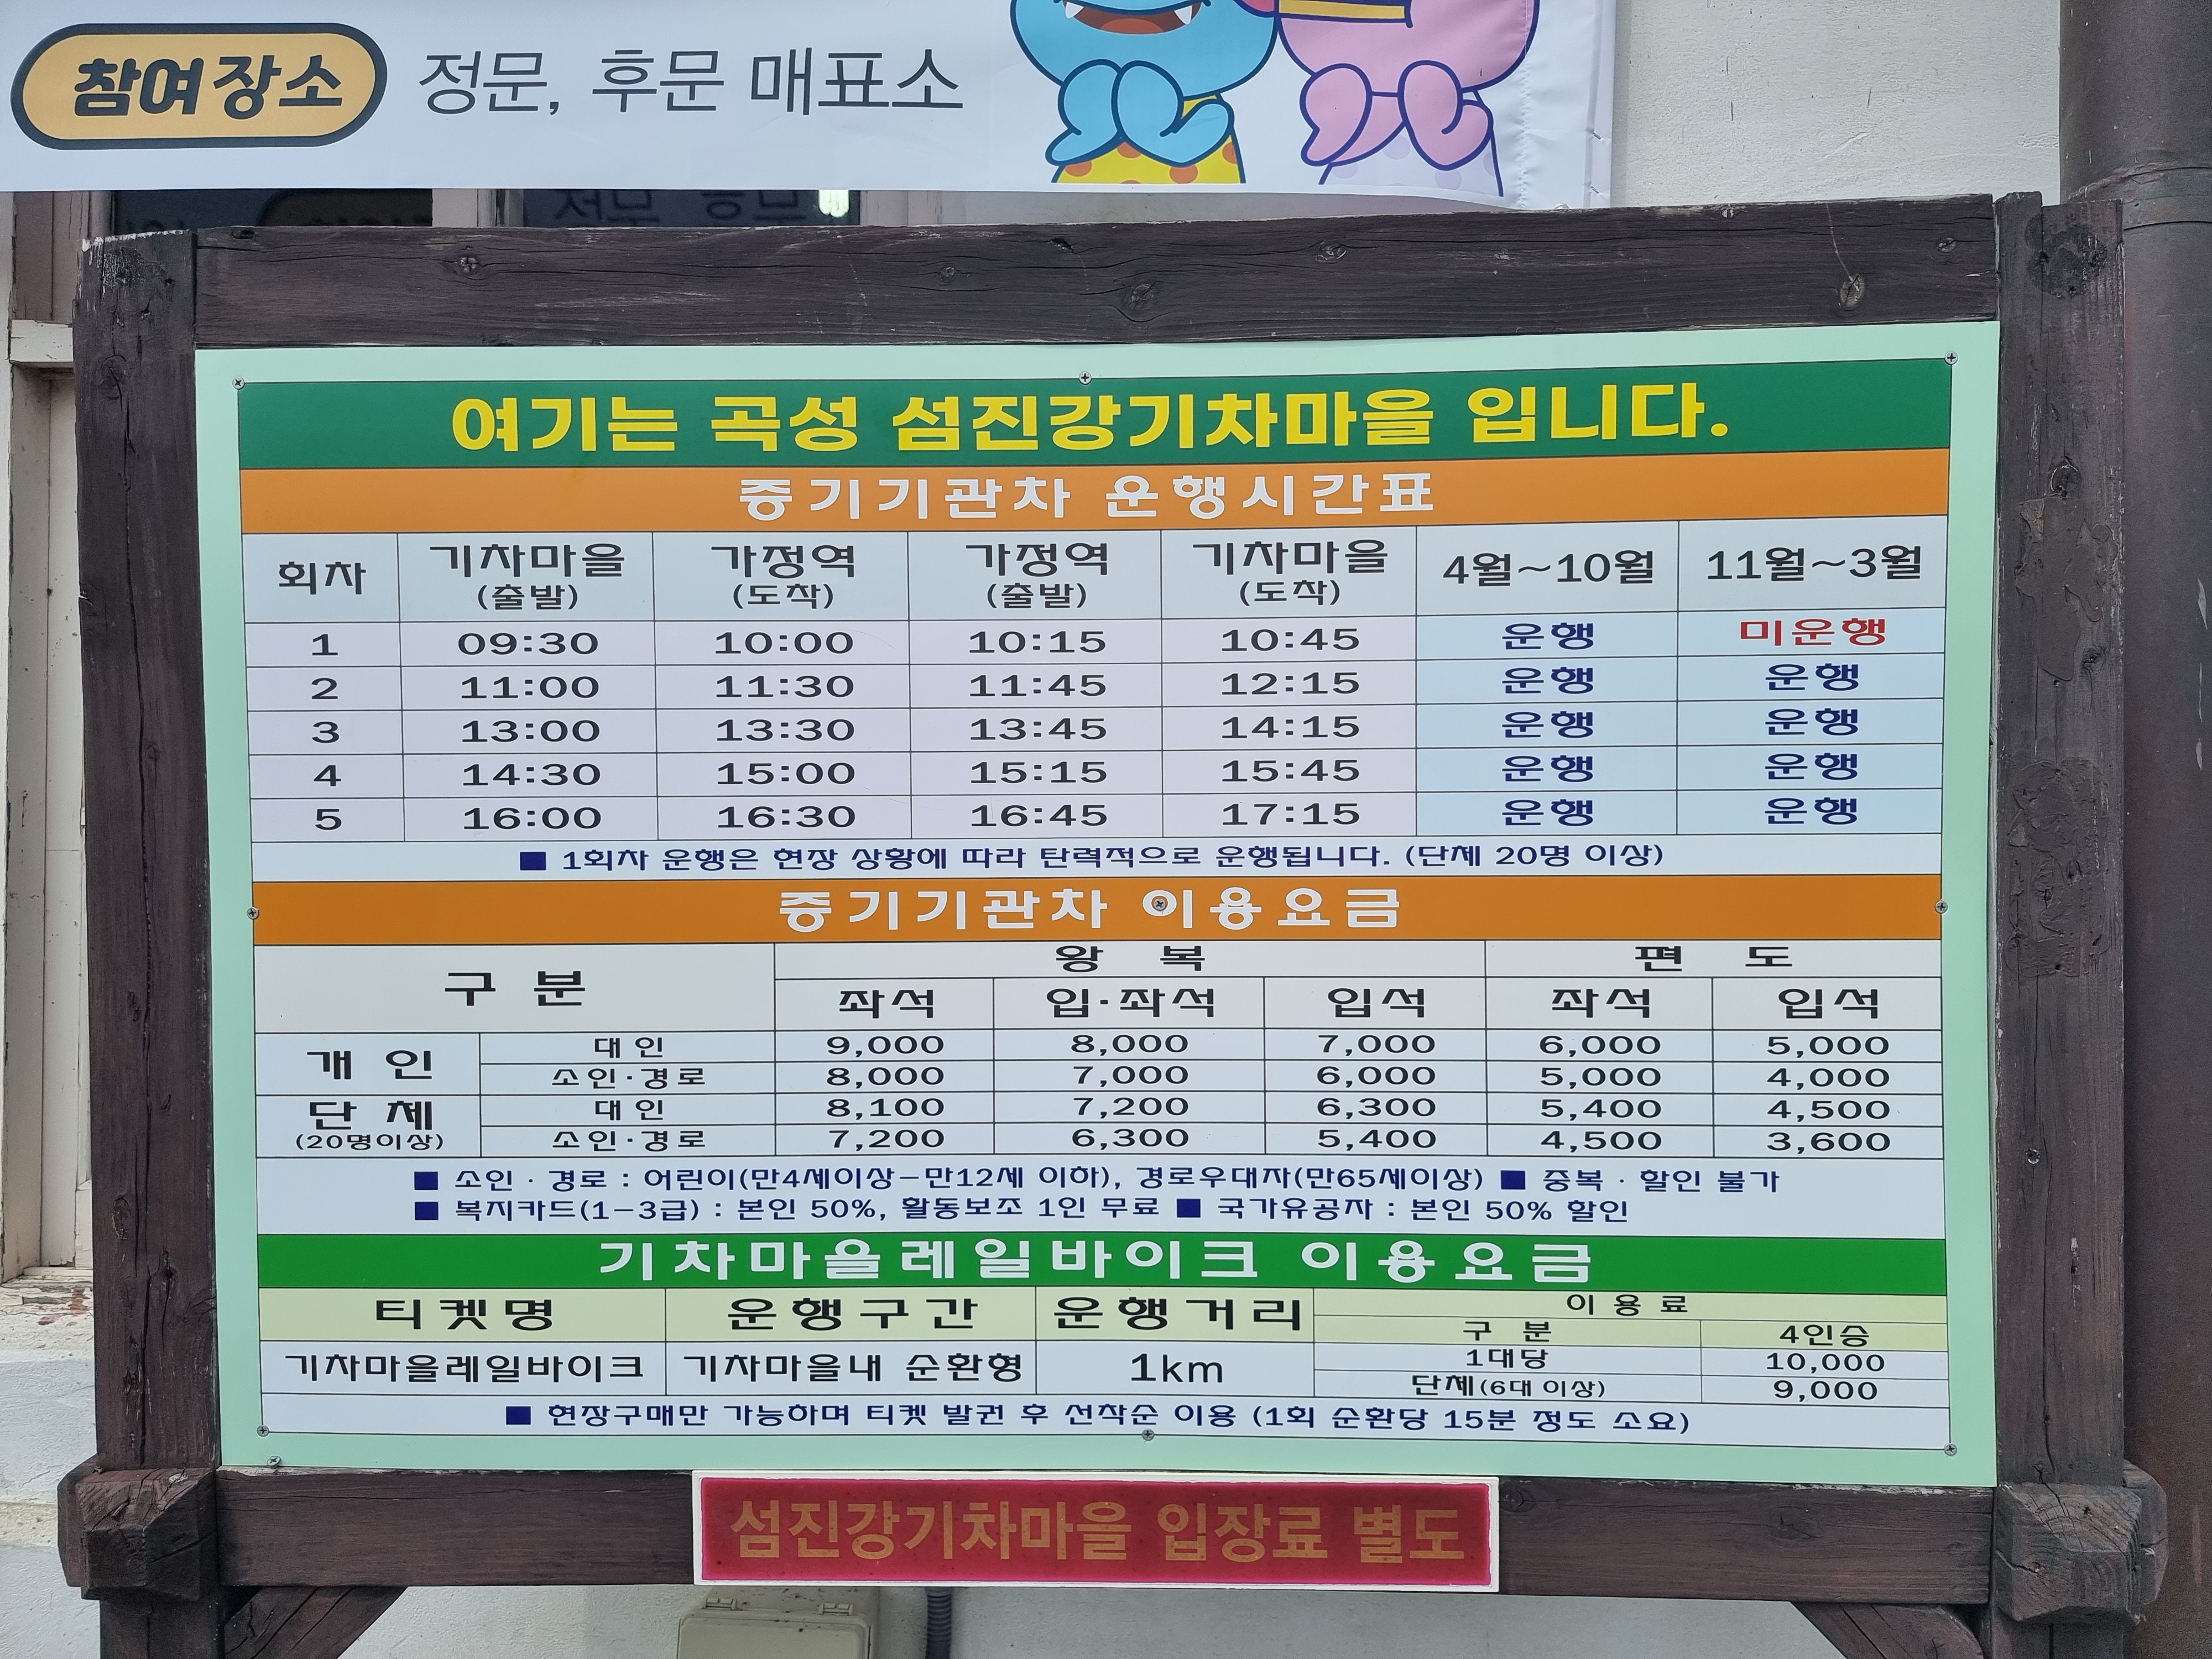 참여장소 정문, 후문 매표소
여기는 곡성 섬진강기차마을 입니다.
증기기관차 운행시간표
회차 기차마을 (출발) 가정역 (도착) 가정역 (출발) 기차마을 (도착) 4월~10월 11월~3월
1 09:30 10:00 10:15 10:45 운행 미운행
2 11:00 11:30 11:45 12:15 운행 운행
3 13:00 13:30 13:45 14:15 운행 운행
4 14:30 15:00 15:15 15:45 운행 운행
5 16:00 16:30 16:45 17:15 운행 운행
■ 1회차 운행은 현장 상황에 따라 탄력적으로 운행됩니다. (단체 20명 이상)
증기기관차 이용요금
구 분 왕 복 편 도
좌석 입·좌석 입석 좌석 입석
개 인 대인 9,000 8,000 7,000 6,000 5,000
소인·경로 8,000 7,000 6,000 5,000 4,000
단 체 (20명이상) 대인 8,100 7,200 6,300 5,400 4,500
소인·경로 7,200 6,300 5,400 4,500 3,600
■ 소인 · 경로 : 어린이(만4세이상-만12세 이하), 경로우대자(만65세이상) ■ 중복 · 할인 불가
■ 복지카드(1-3급) : 본인 50%, 활동보조 1인 무료 ■ 국가유공자 : 본인 50% 할인
기차마을레일바이크 이용요금
티켓명 운행구간 운행거리 이용료
구 분 4인승
기차마을레일바이크 기차마을내 순환형 1km 1대당 10,000
단체(6대 이상) 9,000
■ 현장구매만 가능하며 티켓 발권 후 선착순 이용 (1회 순환당 15분 정도 소요)
섬진강기차마을 입장료 별도